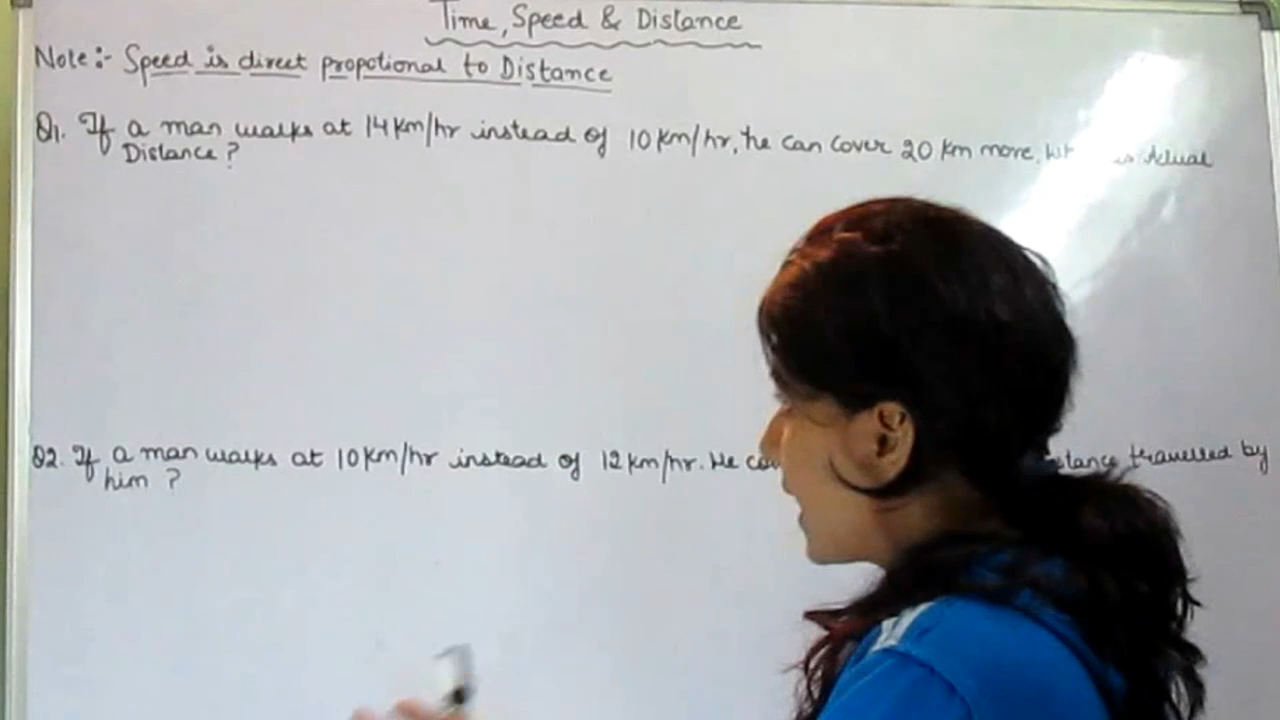 Time, Speed & Distance
Note:- Speed is direct propotional to Distance
Q1. If a man walks at 14 km/hr instead of 10 km/hr, he can cover 20 km more, Actual
Distance ?
Q2. If a man walks at 10 km/hr instead of 12 km/hr. He travelled by
him ?